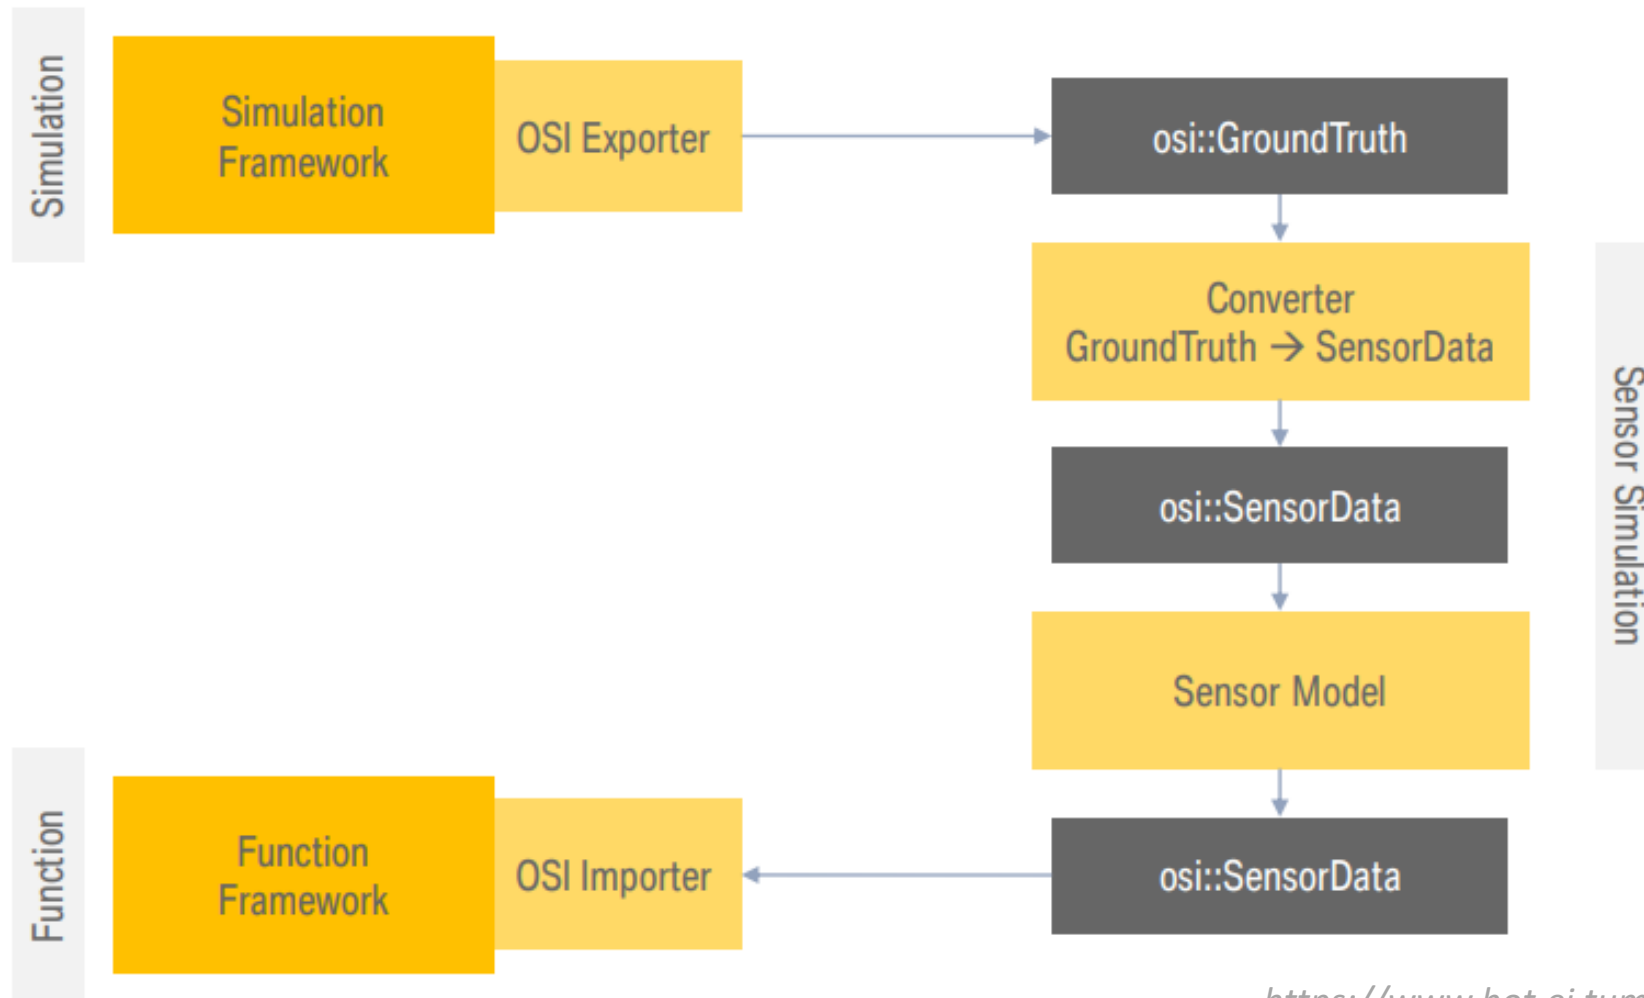 Simulation
Simulation
Framework
OSI Exporter
osi::GroundTruth
Converter
GroundTruth → SensorData
osi::SensorData
Sensor Simulation
Sensor Model
Function
Function
Framework
OSI Importer
osi::SensorData